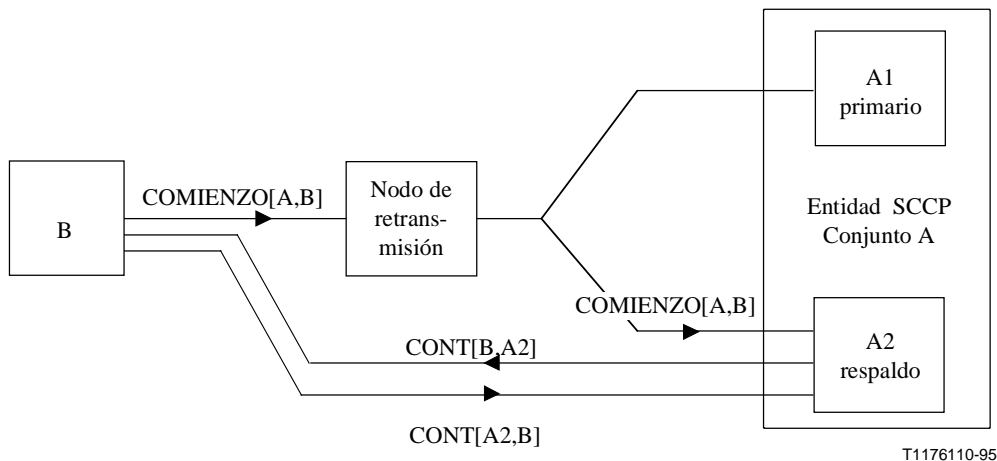 A1
primario
COMIENZO[A,B]
Nodo de
retrans-
misión
B
Entidad SCCP
Conjunto A
COMIENZO[A,B]
A2
respaldo
CONT[B,A2]
CONT[A2,B]
T1176110-95